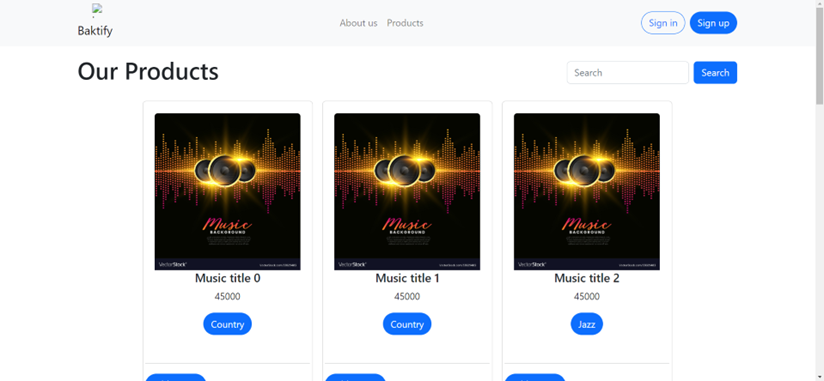 Baktify
About us
Products
Sign in
Sign up
Our Products
Search
Search
Music
BACKGROUND
VectorStock
Music title 0
45000
Country
Music
BACKGROUND
VectorStock
Music title 1
45000
Country
Music
BACKGROUND
VectorStock
Music title 2
45000
Jazz